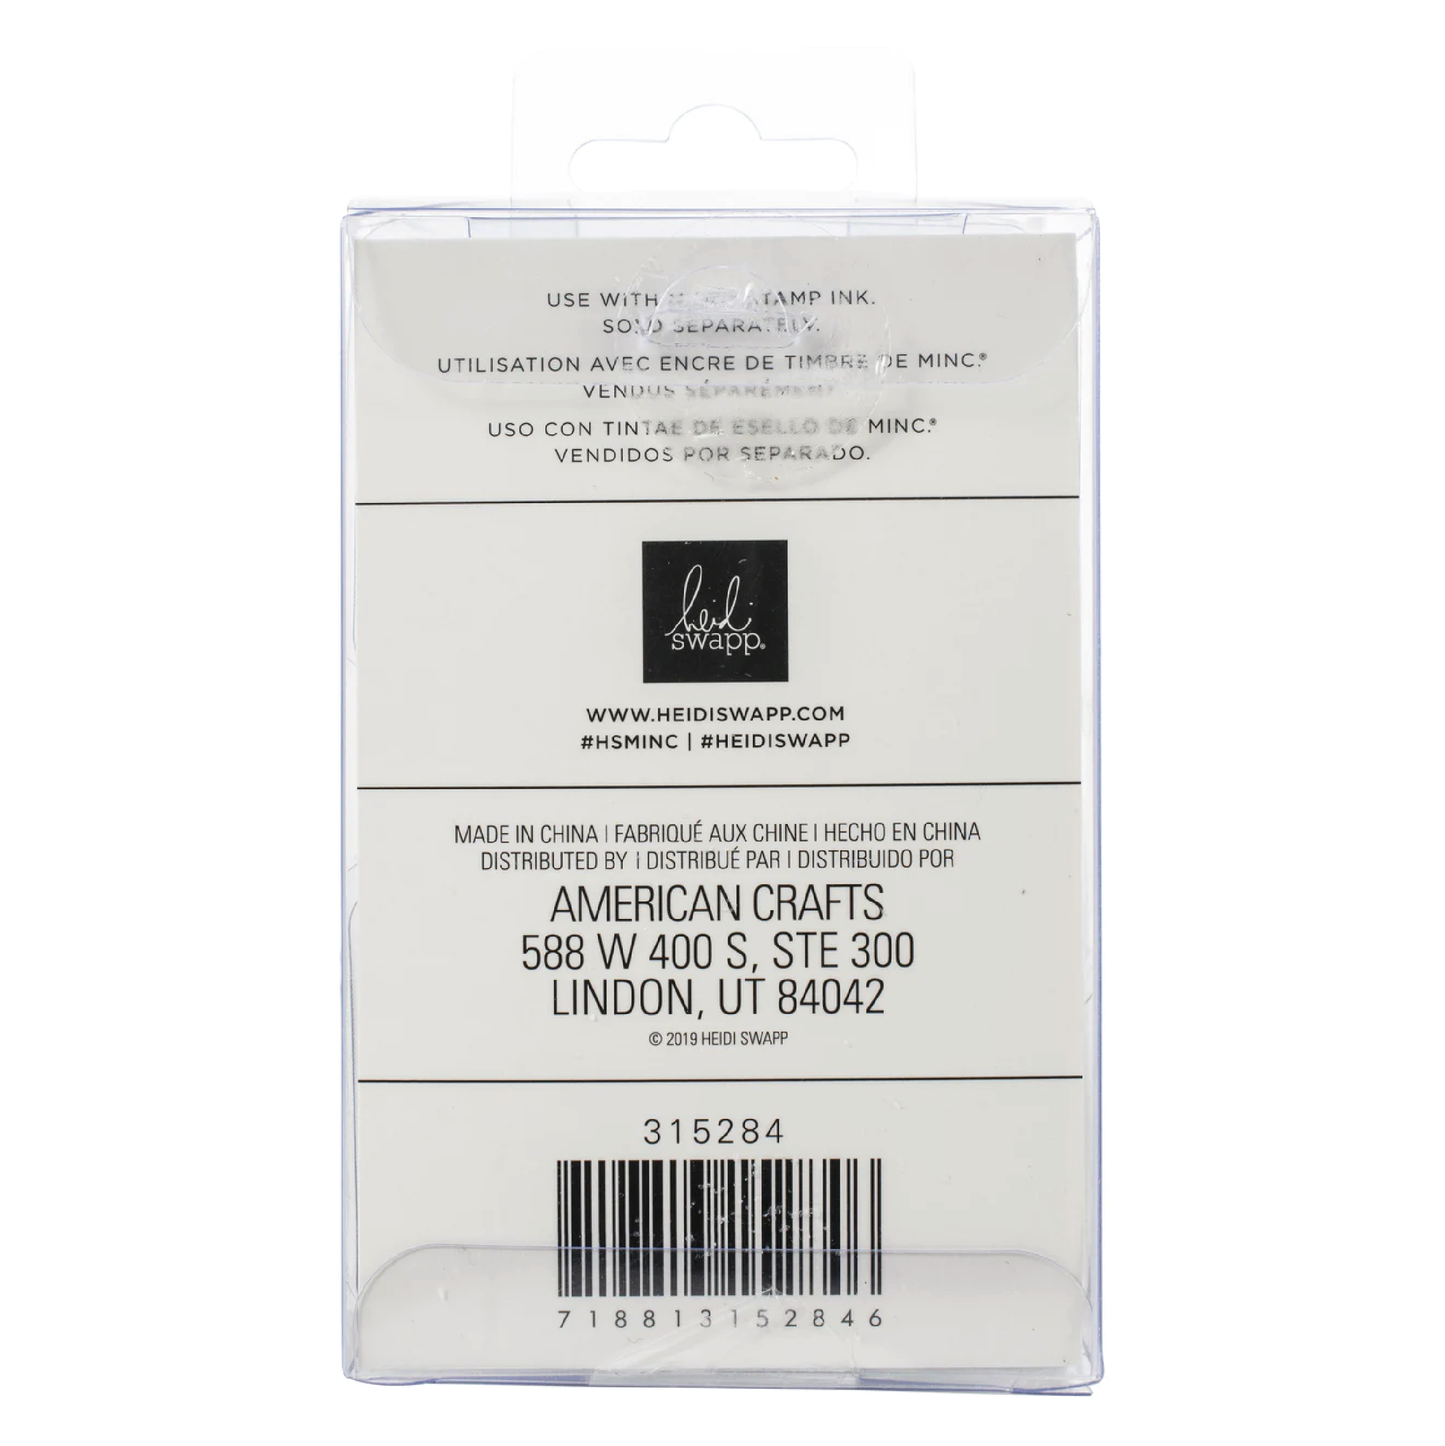 USE WITH STAMP INK.
SOLD SEPARATELY.
UTILISATION AVEC ENCRE DE TIMBRE DE MINC.®
VENDUS SÉPARÉMENT
USO CON TINTAE DE ESELLO DE MINC.®
VENDIDOS POR SEPARADO.
heidi
swapp®
WWW.HEIDISWAPP.COM
#HSMINC | #HEIDISWAPP
MADE IN CHINA | FABRIQUÉ AUX CHINE | HECHO EN CHINA
DISTRIBUTED BY | DISTRIBUÉ PAR | DISTRIBUIDO POR
AMERICAN CRAFTS
588 W 400 S, STE 300
LINDON, UT 84042
© 2019 HEIDI SWAPP
315284
718813152846